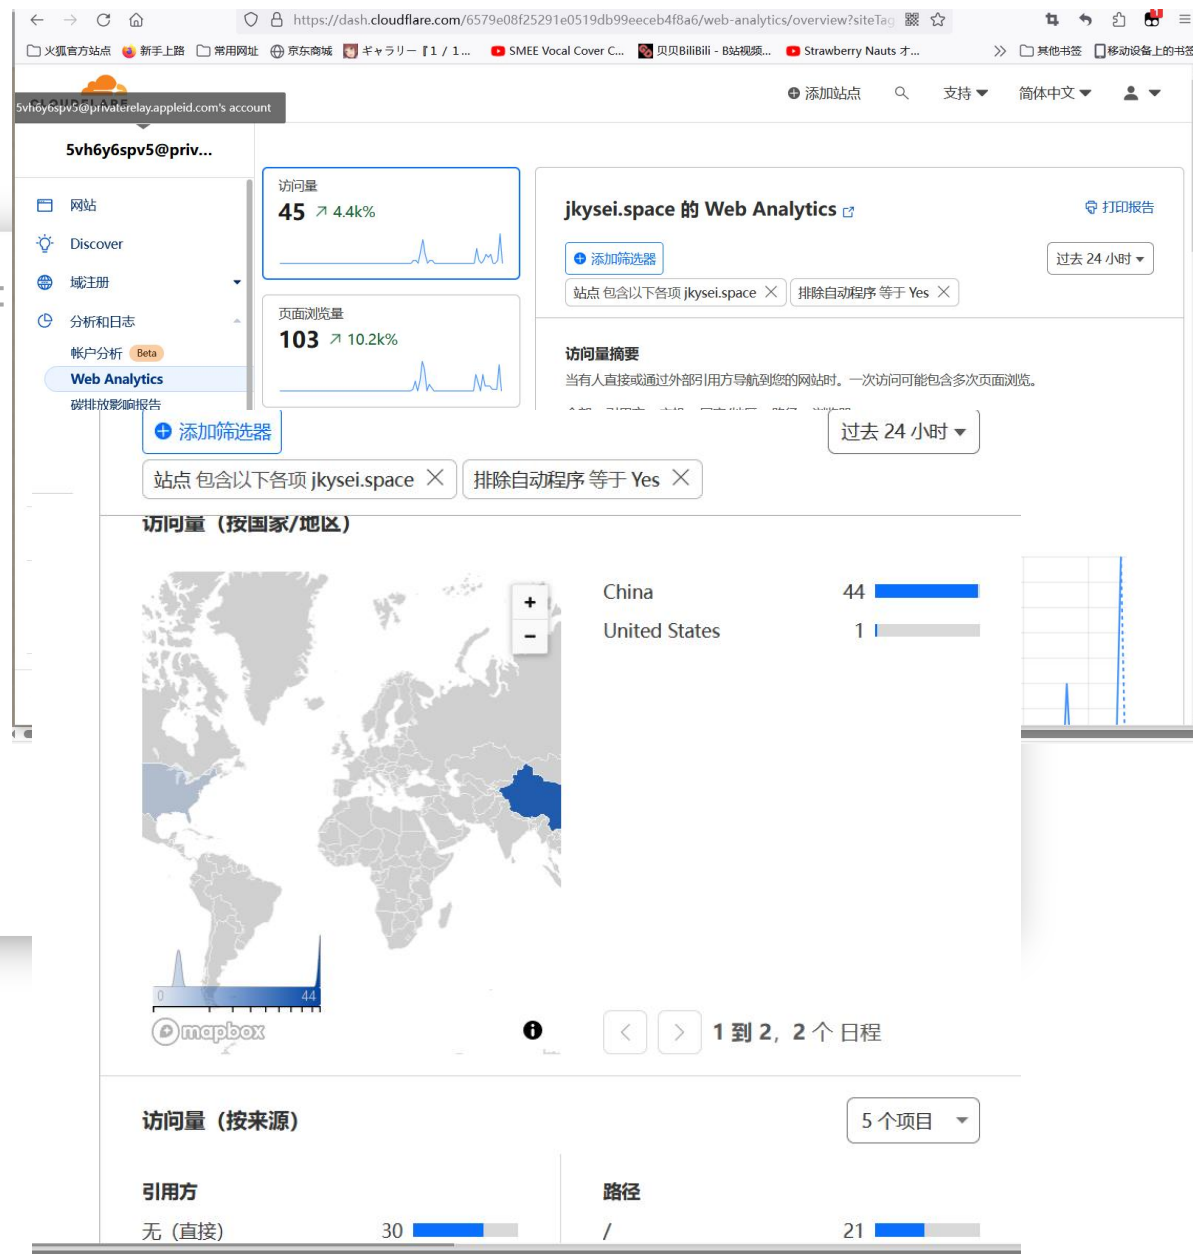 https://dash.cloudflare.com/6579e08f25291e0519db99eeceb4f8a6/web-analytics/overview?siteTag
火狐官方站点 新手上路 常用网址 京东商城 ギャラリー『1 / 1... SMEE Vocal Cover C... 贝贝BiliBili - B站视频... Strawberry Nauts オ... 其他书签 移动设备上的书签
5vh6y6spv5@privaterelay.appleid.com's account
添加站点 支持 简体中文
5vh6y6spv5@priv...
网站
Discover
域注册
分析和日志
帐户分析 Beta
Web Analytics
碳排放影响报告
访问量
45 4.4k%
页面浏览量
103 10.2k%
jkysei.space 的 Web Analytics
打印报告
添加筛选器
过去 24 小时
站点 包含以下各项 jkysei.space
排除自动程序 等于 Yes
访问量摘要
当有人直接或通过外部引用方导航到您的网站时。一次访问可能包含多次页面浏览。
添加筛选器
过去 24 小时
站点 包含以下各项 jkysei.space
排除自动程序 等于 Yes
访问量（按国家/地区）
+
−
China 44
United States 1
0 44
mapbox
1 到 2，2 个 日程
访问量（按来源）
5 个项目
引用方
无（直接） 30
路径
/ 21